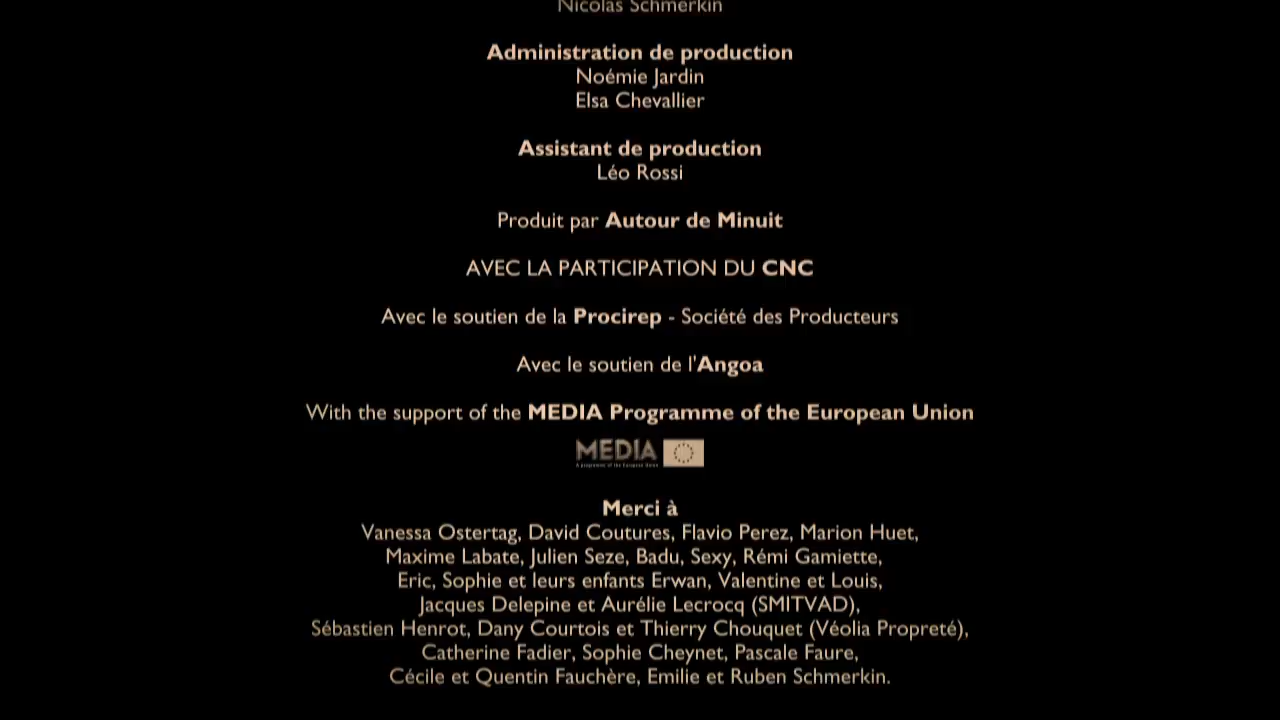 Nicolas Schmerkin
Administration de production
Noémie Jardin
Elsa Chevallier
Assistant de production
Léo Rossi
Produit par Autour de Minuit
AVEC LA PARTICIPATION DU CNC
Avec le soutien de la Procirep - Société des Producteurs
Avec le soutien de l'Angoa
With the support of the MEDIA Programme of the European Union
MEDIA
A programme of the European Union
Merci à
Vanessa Ostertag, David Coutures, Flavio Perez, Marion Huet,
Maxime Labate, Julien Seze, Badu, Sexy, Rémi Gamiette,
Eric, Sophie et leurs enfants Erwan, Valentine et Louis,
Jacques Delepine et Aurélie Lecrocq (SMITVAD),
Sébastien Henrot, Dany Courtois et Thierry Chouquet (Véolia Propreté),
Catherine Fadier, Sophie Cheynet, Pascale Faure,
Cécile et Quentin Fauchère, Emilie et Ruben Schmerkin.